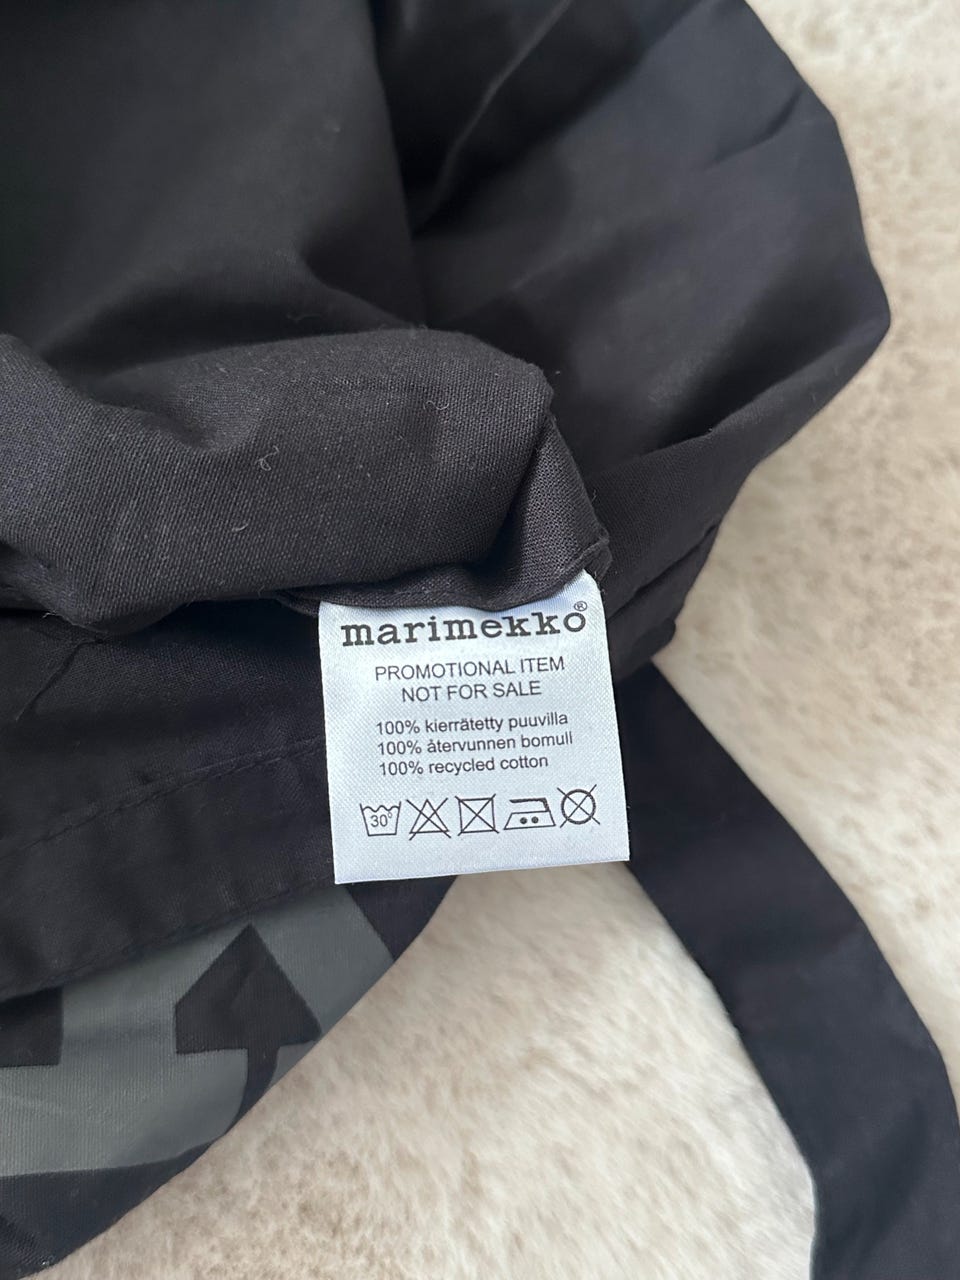 marimekko®
PROMOTIONAL ITEM
NOT FOR SALE
100% kierrätetty puuvilla
100% återvunnen bomull
100% recycled cotton
30°